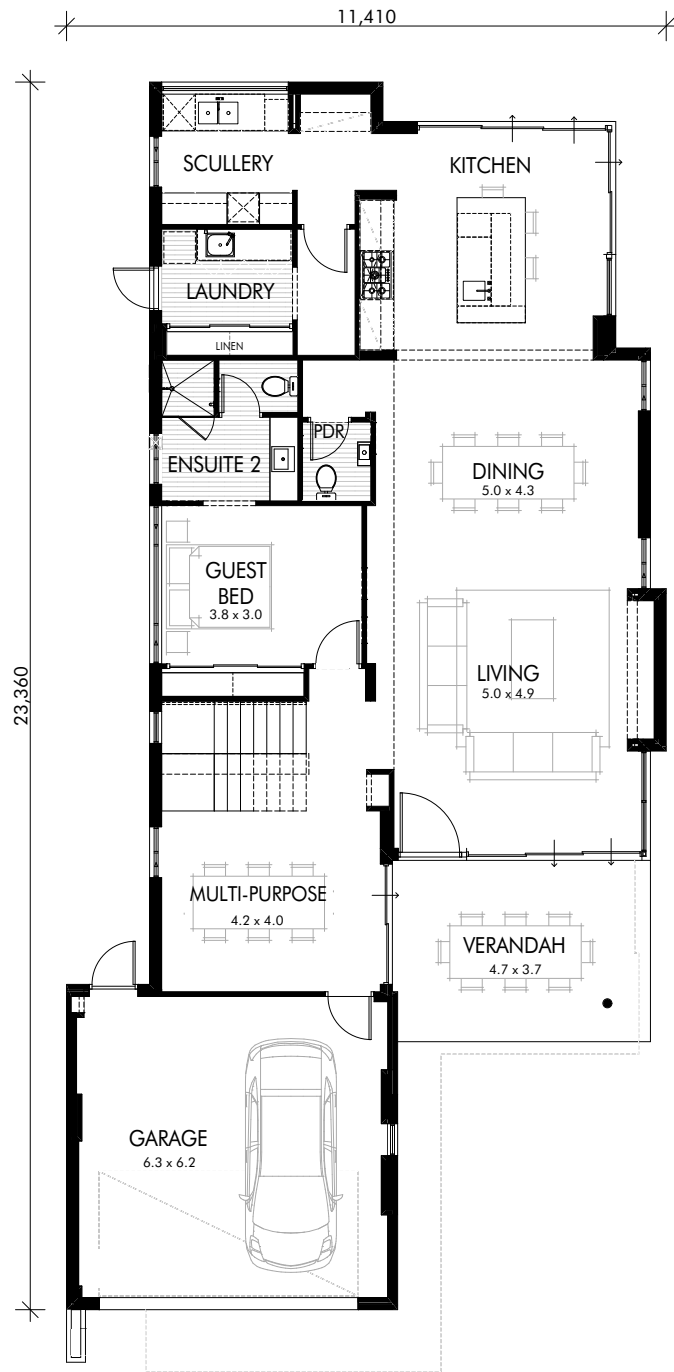 11,410
SCULLERY
KITCHEN
LAUNDRY
LINEN
PDR
ENSUITE 2
DINING
5.0 x 4.3
GUEST
BED
3.8 x 3.0
LIVING
5.0 x 4.9
23,360
MULTI-PURPOSE
4.2 x 4.0
VERANDAH
4.7 x 3.7
GARAGE
6.3 x 6.2